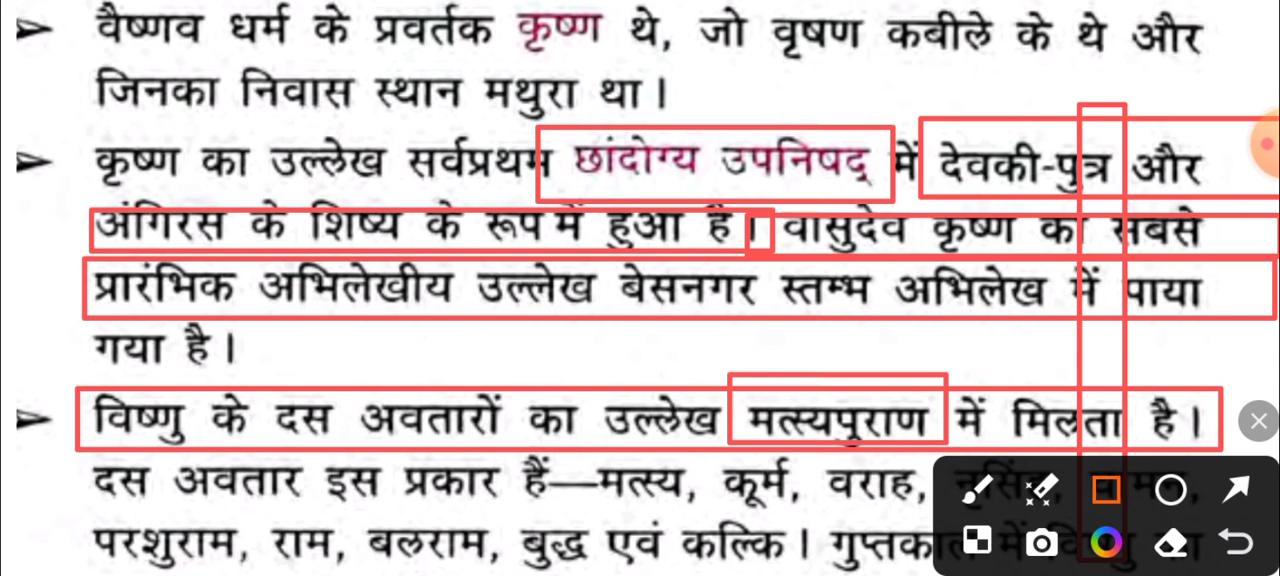 ➢ वैष्णव धर्म के प्रवर्तक कृष्ण थे, जो वृषण कबीले के थे और
जिनका निवास स्थान मथुरा था।
➢ कृष्ण का उल्लेख सर्वप्रथम छांदोग्य उपनिषद् में देवकी-पुत्र और
अंगिरस के शिष्य के रूप में हुआ है। वासुदेव कृष्ण का सबसे
प्रारंभिक अभिलेखीय उल्लेख बेसनगर स्तम्भ अभिलेख में पाया
गया है।
➢ विष्णु के दस अवतारों का उल्लेख मत्स्यपुराण में मिलता है।
दस अवतार इस प्रकार हैं—मत्स्य, कूर्म, वराह,
परशुराम, राम, बलराम, बुद्ध एवं कल्कि। गुप्तकाल में